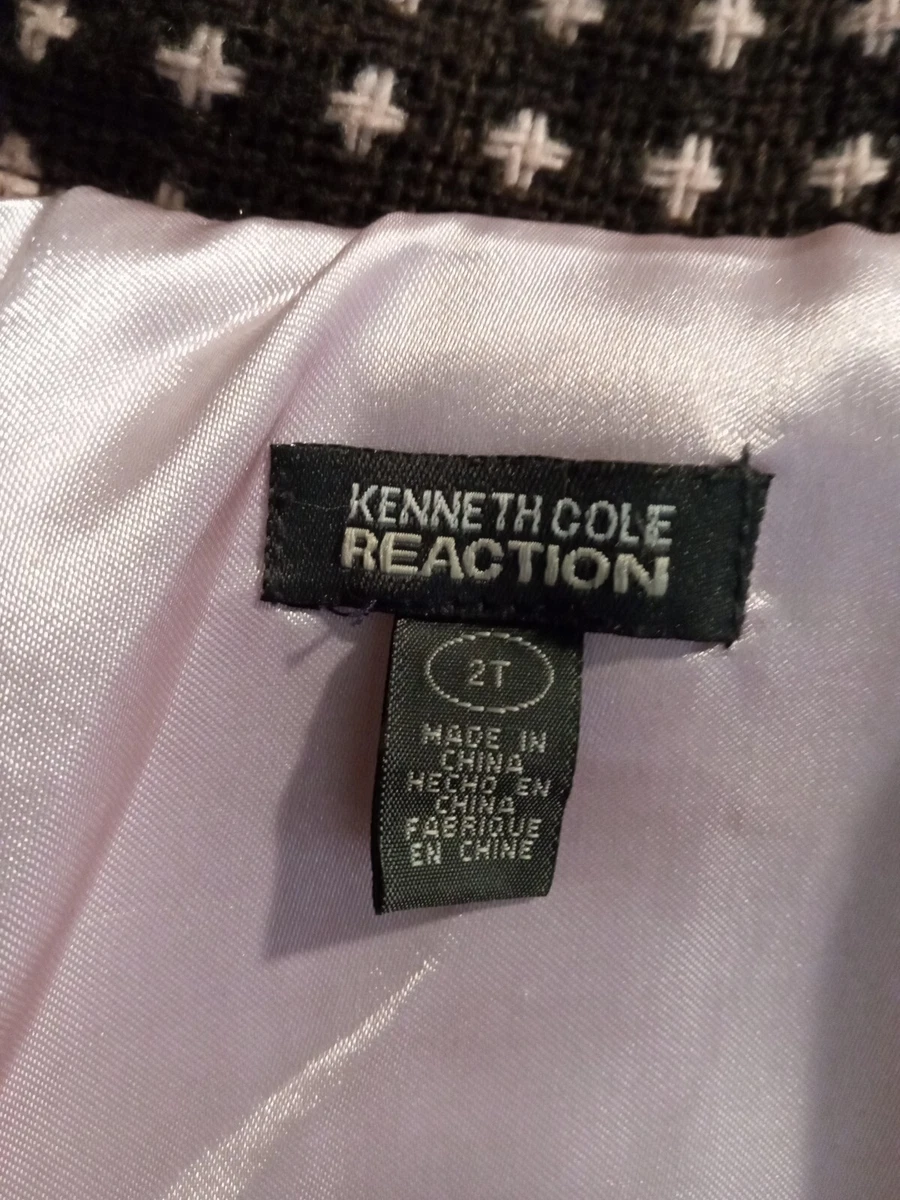 KENNETH COLE
REACTION
2T
MADE IN
CHINA
HECHO EN
CHINA
FABRIQUE
EN CHINE